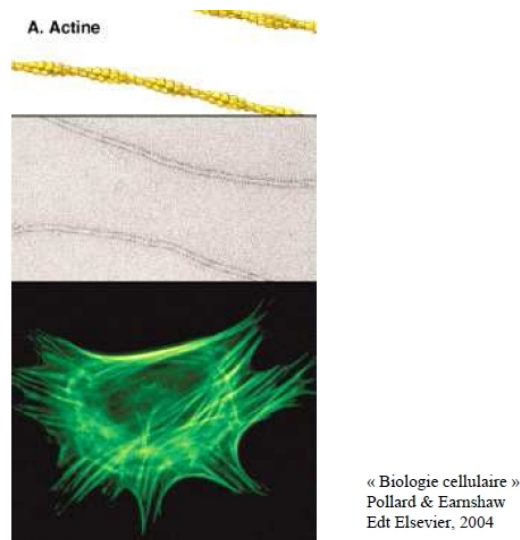 A. Actine
« Biologie cellulaire »
Pollard & Earnshaw
Edt Elsevier, 2004